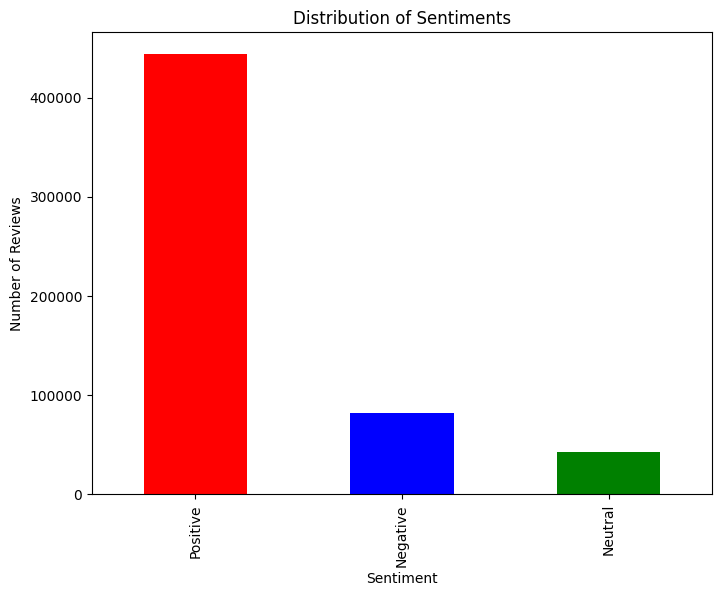 Distribution of Sentiments
Number of Reviews
400000
300000
200000
100000
0
Positive
Negative
Neutral
Sentiment